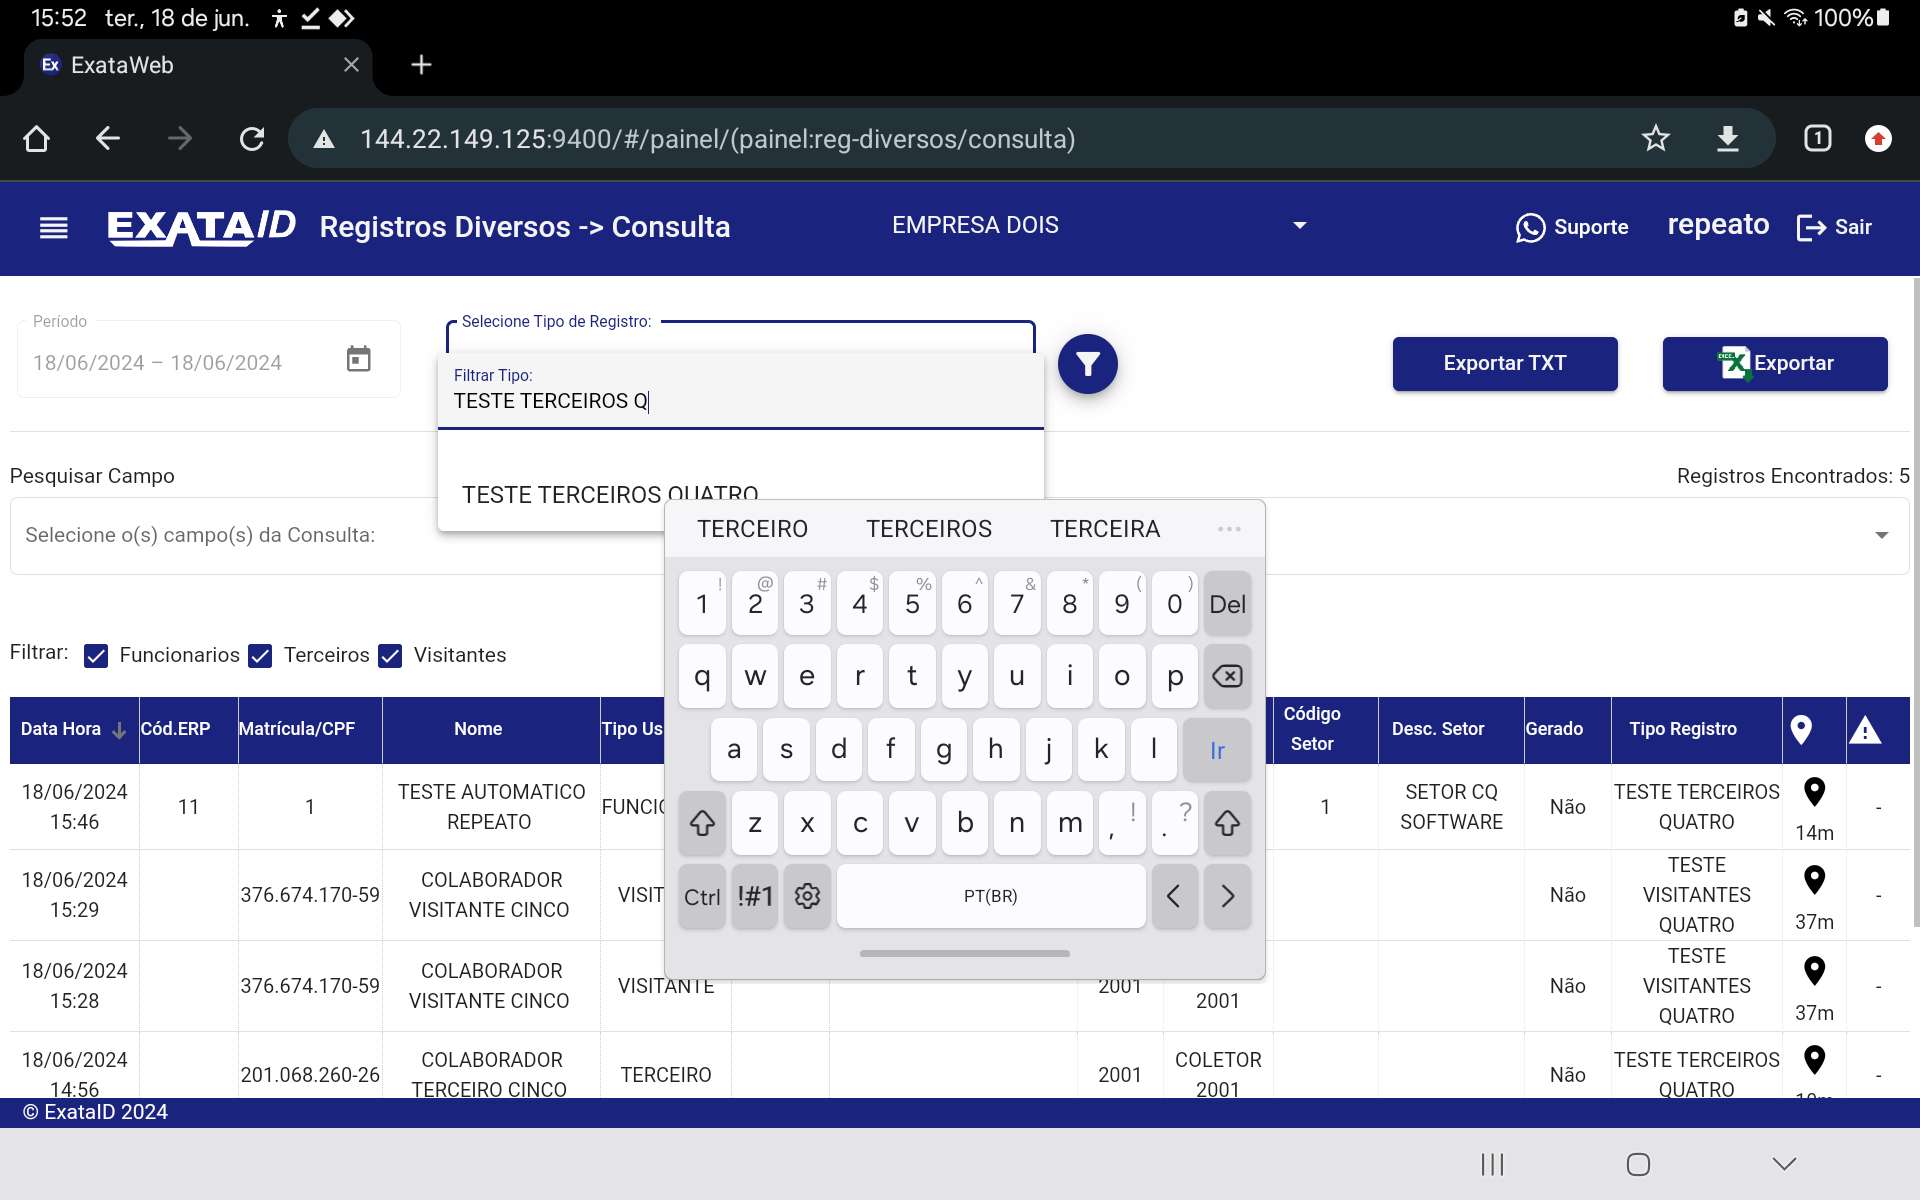 15:52 ter., 18 de jun. 100%
Ex ExataWeb
144.22.149.125:9400/#/painel/(painel:reg-diversos/consulta) 1
EXATAID Registros Diversos -> Consulta EMPRESA DOIS Suporte repeato Sair
Período
18/06/2024 – 18/06/2024
Selecione Tipo de Registro:
Filtrar Tipo:
TESTE TERCEIROS Q
TESTE TERCEIROS QUATRO
Exportar TXT
Exportar
Pesquisar Campo
Registros Encontrados: 5
Selecione o(s) campo(s) da Consulta:
TERCEIRO TERCEIROS TERCEIRA ...
! @ # $ % ^ & * ( )
1 2 3 4 5 6 7 8 9 0 Del
q w e r t y u i o p
a s d f g h j k l Ir
z x c v b n m , ! . ?
Ctrl !#1 PT(BR) < >
Filtrar: Funcionarios Terceiros Visitantes
Data Hora Cód.ERP Matrícula/CPF Nome Tipo Us Código Setor Desc. Setor Gerado Tipo Registro
18/06/2024 15:46 11 1 TESTE AUTOMATICO REPEATO FUNCIO 1 SETOR CQ SOFTWARE Não TESTE TERCEIROS QUATRO 14m -
18/06/2024 15:29 376.674.170-59 COLABORADOR VISITANTE CINCO VISIT Não TESTE VISITANTES QUATRO 37m -
18/06/2024 15:28 376.674.170-59 COLABORADOR VISITANTE CINCO VISITANTE 2001 2001 Não TESTE VISITANTES QUATRO 37m -
18/06/2024 14:56 201.068.260-26 COLABORADOR TERCEIRO CINCO TERCEIRO 2001 COLETOR 2001 Não TESTE TERCEIROS QUATRO -
© ExataID 2024